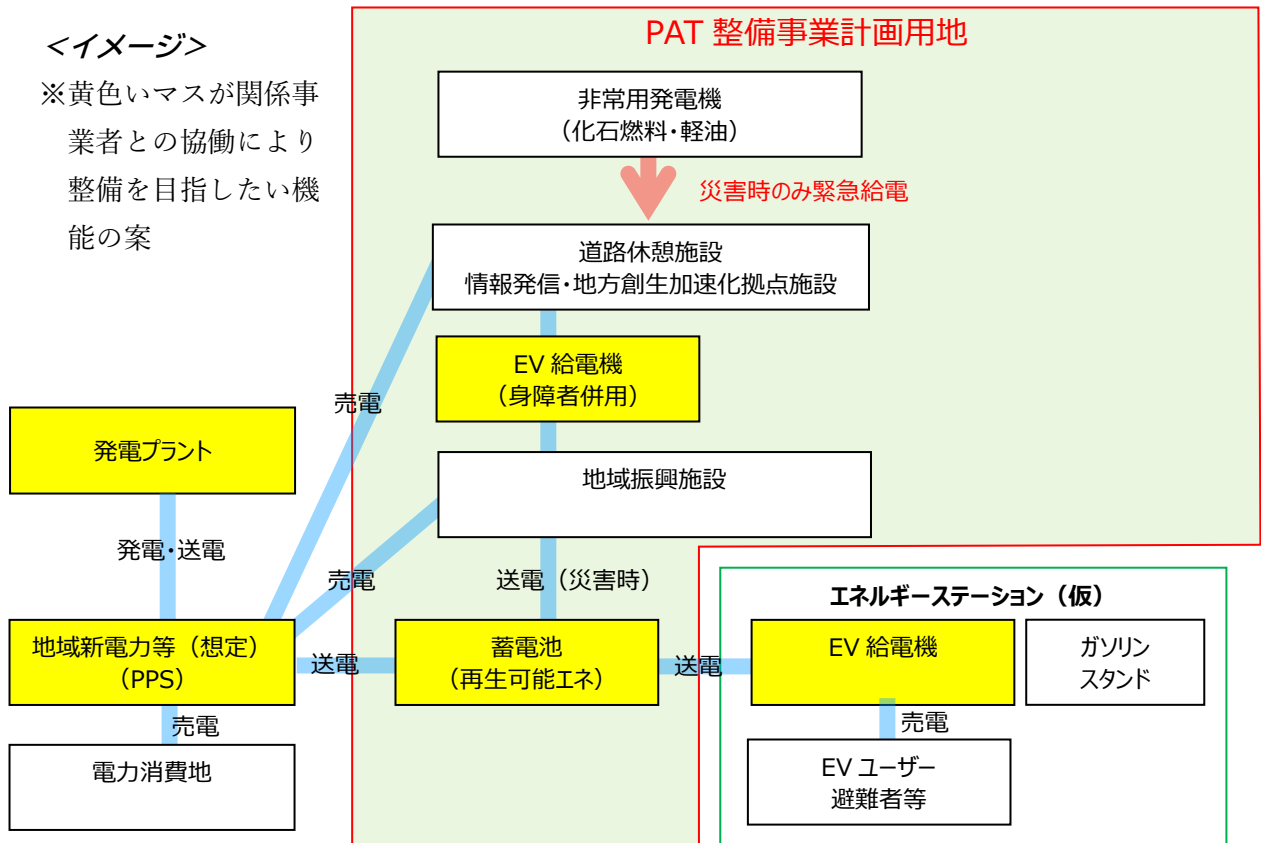 <イメージ>
※黄色いマスが関係事
業者との協働により
整備を目指したい機
能の案
PAT 整備事業計画用地
非常用発電機
（化石燃料・軽油）
災害時のみ緊急給電
道路休憩施設
情報発信・地方創生加速化拠点施設
EV 給電機
（身障者併用）
売電
発電プラント
地域振興施設
発電・送電
売電
送電（災害時）
エネルギーステーション（仮）
地域新電力等（想定）
(PPS)
送電
蓄電池
（再生可能エネ）
送電
EV 給電機
ガソリン
スタンド
売電
売電
電力消費地
EV ユーザー
避難者等